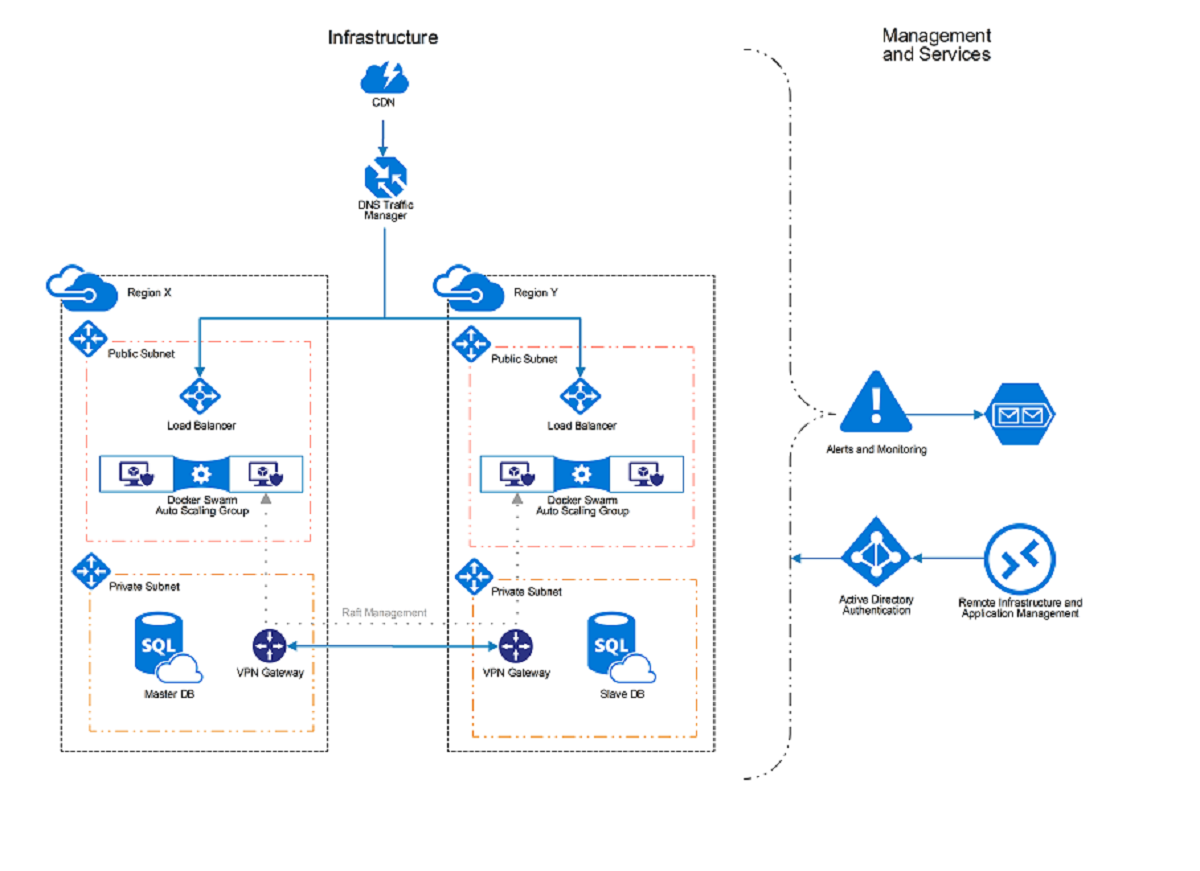 Infrastructure
Management
and Services
CDN
DNS Traffic
Manager
Region X
Region Y
Public Subnet
Public Subnet
Load Balancer
Load Balancer
Docker Swarm
Auto Scaling Group
Docker Swarm
Auto Scaling Group
Alerts and Monitoring
Private Subnet
Private Subnet
Active Directory
Authentication
Remote Infrastructure and
Application Management
Raft Management
SQL
SQL
VPN Gateway
VPN Gateway
Master DB
Slave DB